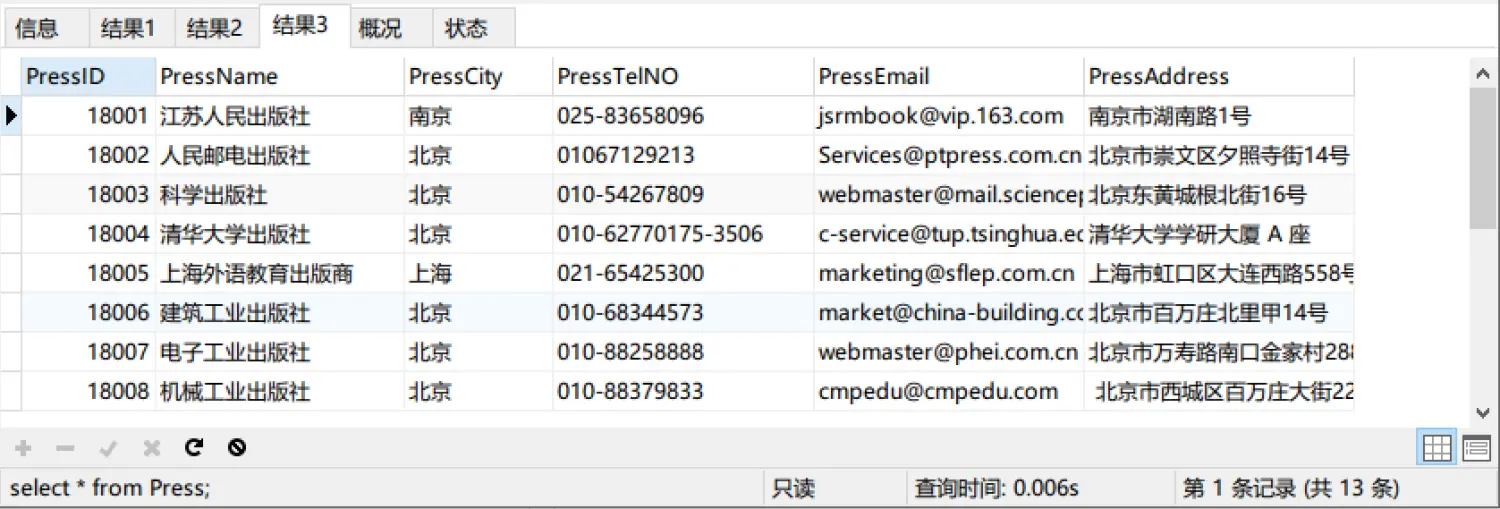 信息 结果1 结果2 结果3 概况 状态
PressID PressName PressCity PressTelNO PressEmail PressAddress
18001 江苏人民出版社 南京 025-83658096 jsrmbook@vip.163.com 南京市湖南路1号
18002 人民邮电出版社 北京 01067129213 Services@ptpress.com.cn 北京市崇文区夕照寺街14号
18003 科学出版社 北京 010-54267809 webmaster@mail.sciencep 北京东黄城根北街16号
18004 清华大学出版社 北京 010-62770175-3506 c-service@tup.tsinghua.ed 清华大学学研大厦 A 座
18005 上海外语教育出版商 上海 021-65425300 marketing@sflep.com.cn 上海市虹口区大连西路558号
18006 建筑工业出版社 北京 010-68344573 market@china-building.co 北京市百万庄北里甲14号
18007 电子工业出版社 北京 010-88258888 webmaster@phei.com.cn 北京市万寿路南口金家村288
18008 机械工业出版社 北京 010-88379833 cmpedu@cmpedu.com 北京市西城区百万庄大街22
select * from Press; 只读 查询时间: 0.006s 第 1 条记录 (共 13 条)